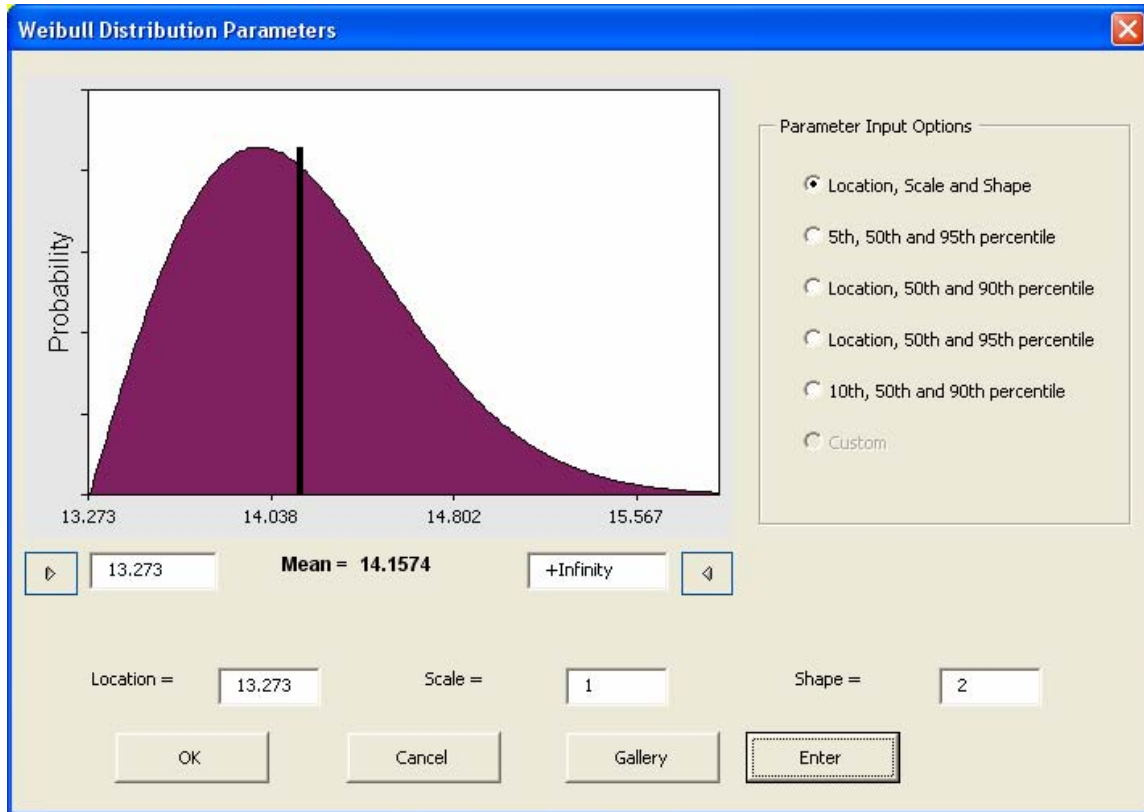 Weibull Distribution Parameters
Probability
13.273 14.038 14.802 15.567
13.273
Mean = 14.1574
+Infinity
Parameter Input Options
Location, Scale and Shape
5th, 50th and 95th percentile
Location, 50th and 90th percentile
Location, 50th and 95th percentile
10th, 50th and 90th percentile
Custom
Location = 13.273
Scale = 1
Shape = 2
OK
Cancel
Gallery
Enter